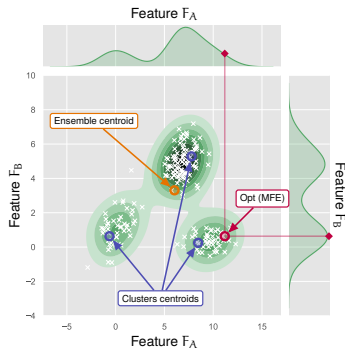 Feature F_A
10
8
6
4
2
0
−2
−4
Feature F_B
Ensemble centroid
Opt (MFE)
Clusters centroids
Feature F_B
−5
0
5
10
15
Feature F_A